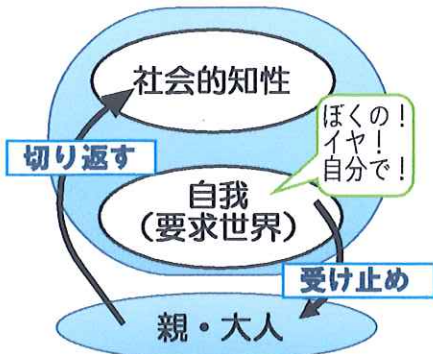 社会的知性
ぼくの!
イヤ!
自分で!
切り返す
自我
(要求世界)
受け止め
親・大人